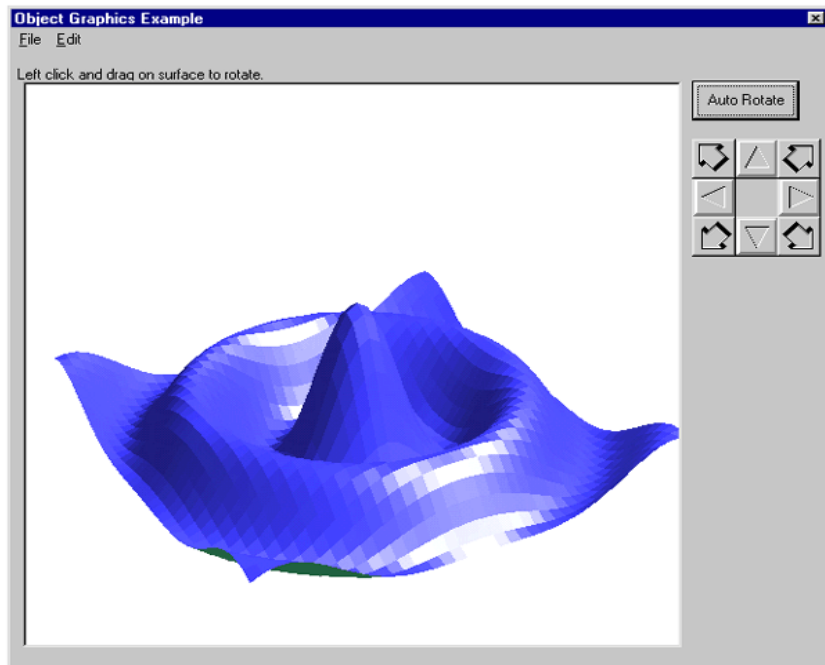 Object Graphics Example
File Edit
Left click and drag on surface to rotate.
Auto Rotate